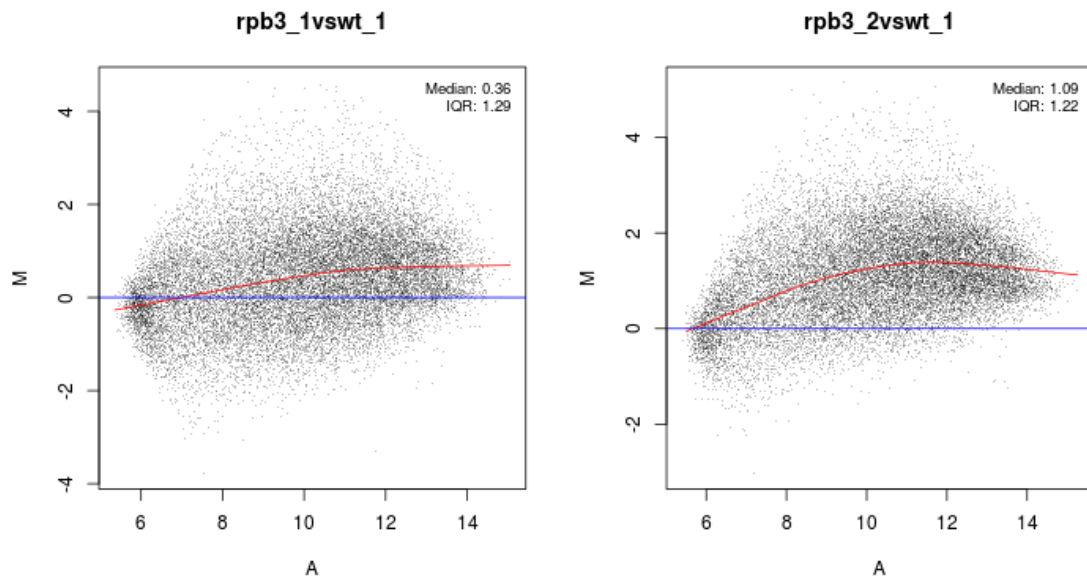 rpb3_1vswt_1
Median: 0.36
IQR: 1.29
M
4
2
0
-2
-4
6 8 10 12 14
A
rpb3_2vswt_1
Median: 1.09
IQR: 1.22
M
4
2
0
-2
6 8 10 12 14
A